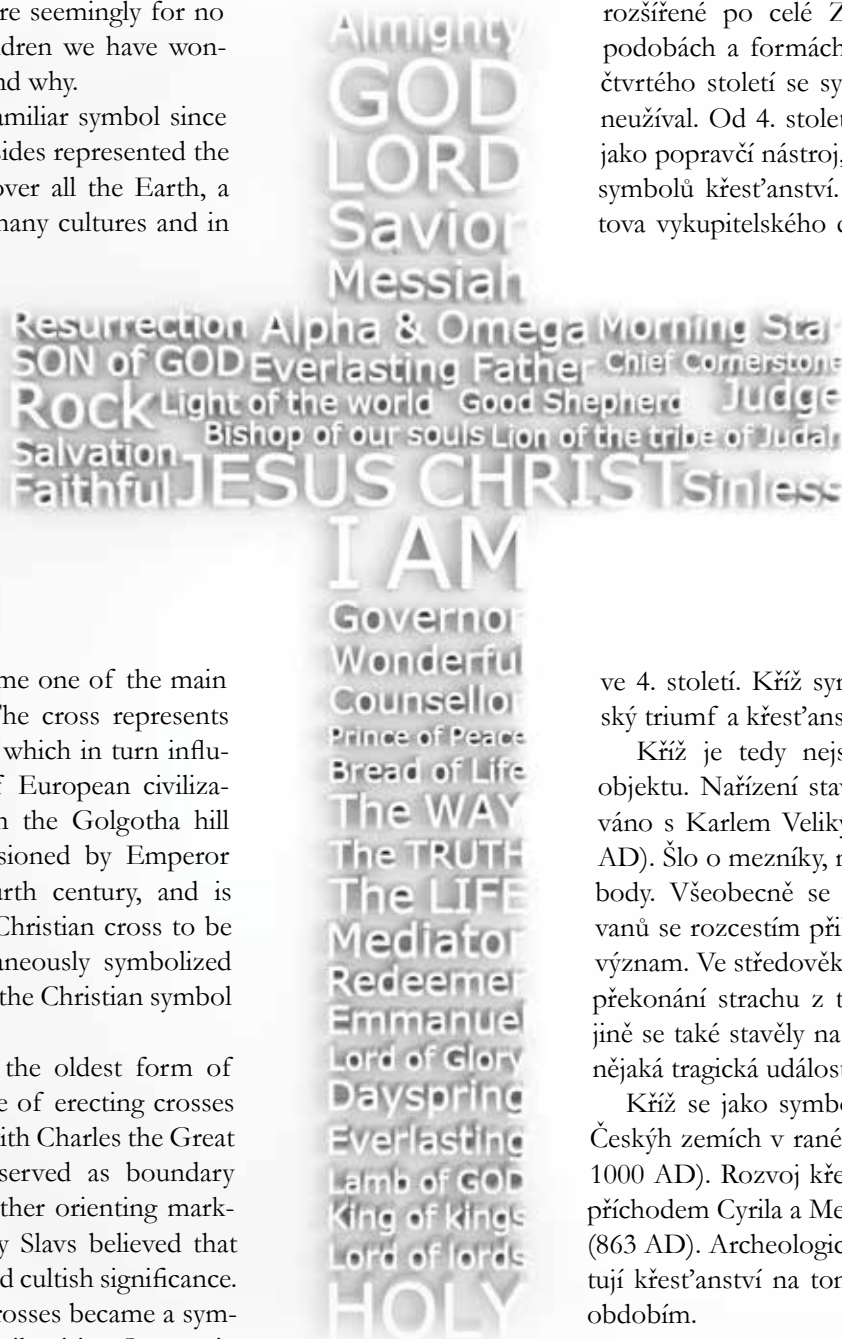 re seemingly for no
dren we have won-
nd why.
amiliar symbol since
sides represented the
over all the Earth, a
many cultures and in
me one of the main
The cross represents
which in turn influ-
f European civiliza-
n the Golgotha hill
sioned by Emperor
urth century, and is
Christian cross to be
aneously symbolized
the Christian symbol
the oldest form of
e of erecting crosses
ith Charles the Great
served as boundary
ther orienting mark-
y Slavs believed that
d cultish significance.
rosses became a sym-
Almighty
GOD
LORD
Savior
Messiah
Resurrection Alpha & Omega Morning Star
SON of GOD Everlasting Father Chief Cornerstone
Rock Light of the world Good Shepherd Judge
Bishop of our souls Lion of the tribe of Judah
Salvation
Faithful JESUS CHRIST Sinless
I AM
Governor
Wonderful
Counsellor
Prince of Peace
Bread of Life
The WAY
The TRUTH
The LIFE
Mediator
Redeemer
Emmanuel
Lord of Glory
Dayspring
Everlasting
Lamb of GOD
King of kings
Lord of lords
HOLY
rozšířené po celé Z
podobách a formách
čtvrtého století se sy
neužíval. Od 4. stolet
jako popravčí nástroj,
symbolů křesťanství.
tova vykupitelského d
ve 4. století. Kříž sym
ský triumf a křesťans
Kříž je tedy nejs
objektu. Nařízení stav
váno s Karlem Veliký
AD). Šlo o mezníky, r
body. Všeobecně se
vanů se rozcestím při
význam. Ve středověk
překonání strachu z t
jině se také stavěly na
nějaká tragická událost
Kříž se jako symbo
Českýh zemích v rané
1000 AD). Rozvoj kře
příchodem Cyrila a Me
(863 AD). Archeologic
tují křesťanství na tom
obdobím.